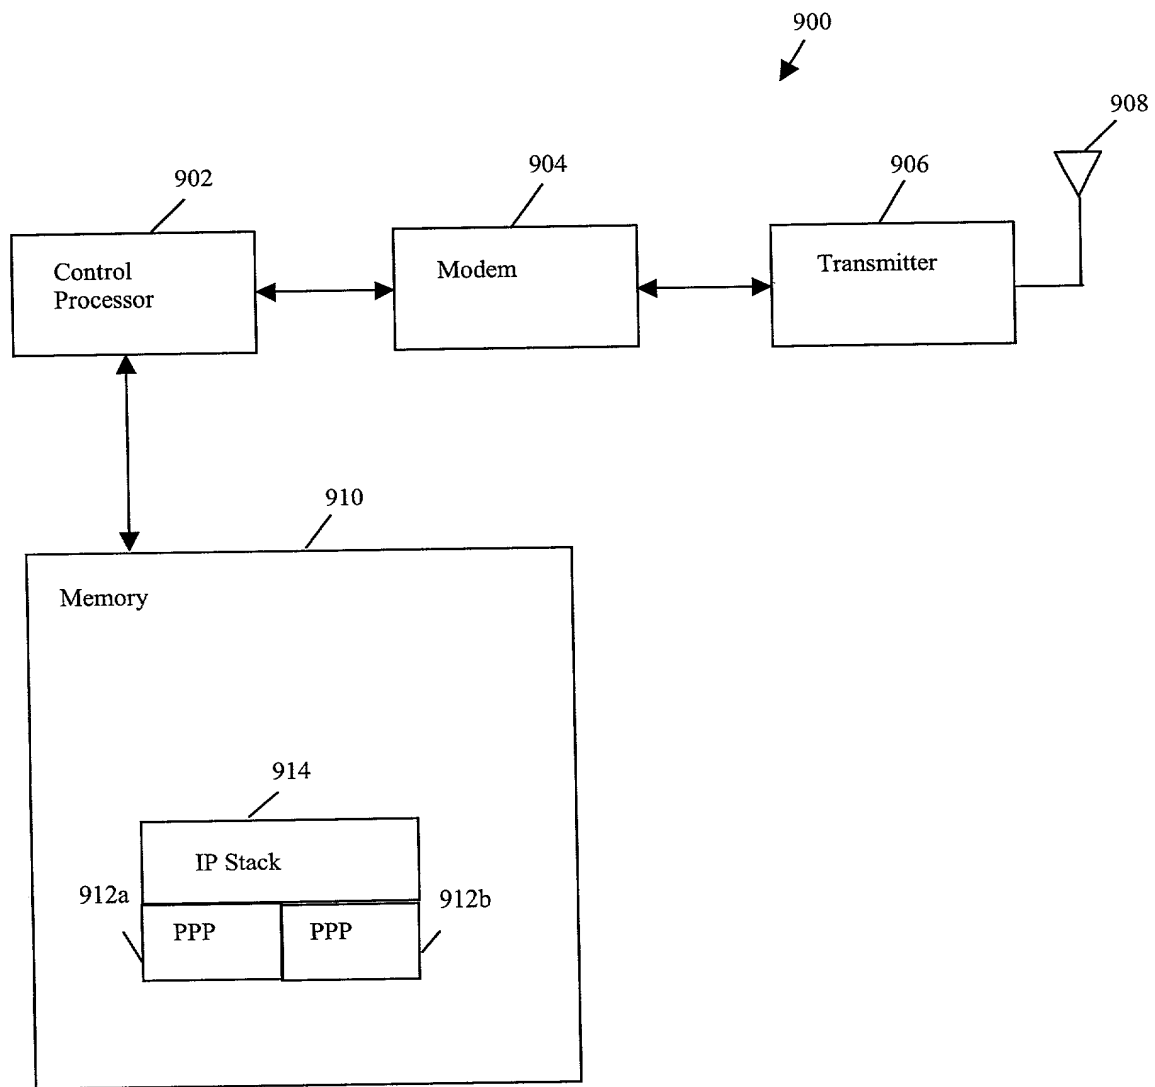 900
908
902
904
906
Control
Processor
Modem
Transmitter
910
Memory
914
IP Stack
912a
912b
PPP
PPP